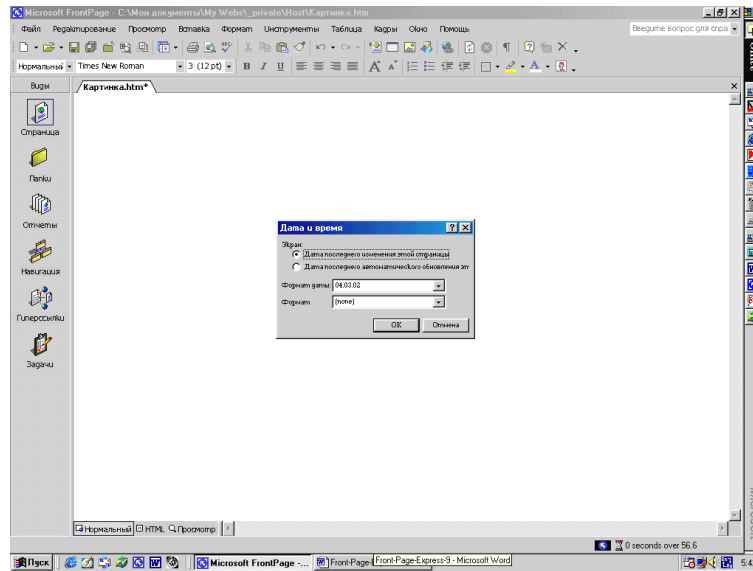 Microsoft FrontPage - C:\Мои документы\My Webs\_private\Host\Картинка.htm
Файл Редактирование Просмотр Вставка Формат Инструменты Таблица Кадры Окно Помощь
Введите вопрос для спра
Нормальный Times New Roman 3 (12 pt) B I U
Виды
Картинка.htm*
Страница
Папки
Отчеты
Навигация
Гиперссылки
Задачи
Дата и время
Экран:
Дата последнего изменения этой страницы
Дата последнего автоматического обновления эт
Формат даты: 04.03.02
Формат (none)
OK Отмена
Нормальный HTML Просмотр
0 seconds over 56.6
Пуск Microsoft FrontPage -... Front-Page-
Front-Page-Express-9 - Microsoft Word